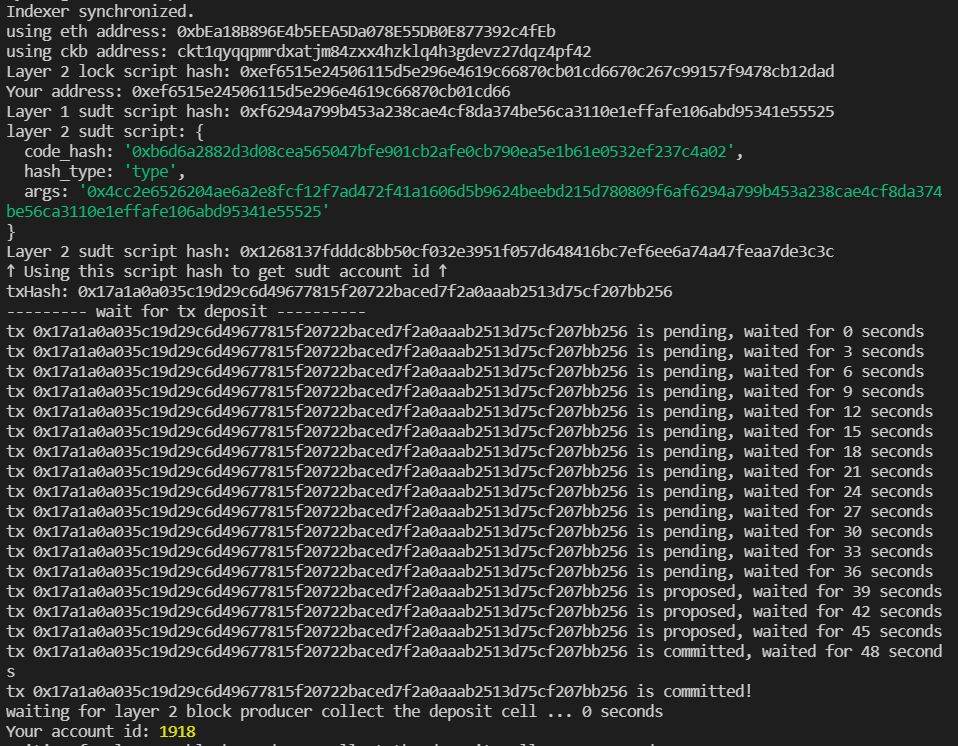 Indexer synchronized.
using eth address: 0xbEa18B896E4b5EEA5Da078E55DB0E877392c4fEb
using ckb address: ckt1qyqqpmrdxatjm84zxx4hzklq4h3gdevz27dqz4pf42
Layer 2 lock script hash: 0xef6515e24506115d5e296e4619c66870cb01cd6670c267c99157f9478cb12dad
Your address: 0xef6515e24506115d5e296e4619c66870cb01cd66
Layer 1 sudt script hash: 0xf6294a799b453a238cae4cf8da374be56ca3110e1effafe106abd95341e55525
layer 2 sudt script: {
  code_hash: '0xb6d6a2882d3d08cea565047bfe901cb2afe0cb790ea5e1b61e0532ef237c4a02',
  hash_type: 'type',
  args: '0x4cc2e6526204ae6a2e8fcf12f7ad472f41a1606d5b9624beebd215d780809f6af6294a799b453a238cae4cf8da374
be56ca3110e1effafe106abd95341e55525'
}
Layer 2 sudt script hash: 0x1268137fdddc8bb50cf032e3951f057d648416bc7ef6ee6a74a47feaa7de3c3c
↑ Using this script hash to get sudt account id ↑
txHash: 0x17a1a0a035c19d29c6d49677815f20722baced7f2a0aaab2513d75cf207bb256
--------- wait for tx deposit ----------
tx 0x17a1a0a035c19d29c6d49677815f20722baced7f2a0aaab2513d75cf207bb256 is pending, waited for 0 seconds
tx 0x17a1a0a035c19d29c6d49677815f20722baced7f2a0aaab2513d75cf207bb256 is pending, waited for 3 seconds
tx 0x17a1a0a035c19d29c6d49677815f20722baced7f2a0aaab2513d75cf207bb256 is pending, waited for 6 seconds
tx 0x17a1a0a035c19d29c6d49677815f20722baced7f2a0aaab2513d75cf207bb256 is pending, waited for 9 seconds
tx 0x17a1a0a035c19d29c6d49677815f20722baced7f2a0aaab2513d75cf207bb256 is pending, waited for 12 seconds
tx 0x17a1a0a035c19d29c6d49677815f20722baced7f2a0aaab2513d75cf207bb256 is pending, waited for 15 seconds
tx 0x17a1a0a035c19d29c6d49677815f20722baced7f2a0aaab2513d75cf207bb256 is pending, waited for 18 seconds
tx 0x17a1a0a035c19d29c6d49677815f20722baced7f2a0aaab2513d75cf207bb256 is pending, waited for 21 seconds
tx 0x17a1a0a035c19d29c6d49677815f20722baced7f2a0aaab2513d75cf207bb256 is pending, waited for 24 seconds
tx 0x17a1a0a035c19d29c6d49677815f20722baced7f2a0aaab2513d75cf207bb256 is pending, waited for 27 seconds
tx 0x17a1a0a035c19d29c6d49677815f20722baced7f2a0aaab2513d75cf207bb256 is pending, waited for 30 seconds
tx 0x17a1a0a035c19d29c6d49677815f20722baced7f2a0aaab2513d75cf207bb256 is pending, waited for 33 seconds
tx 0x17a1a0a035c19d29c6d49677815f20722baced7f2a0aaab2513d75cf207bb256 is pending, waited for 36 seconds
tx 0x17a1a0a035c19d29c6d49677815f20722baced7f2a0aaab2513d75cf207bb256 is proposed, waited for 39 seconds
tx 0x17a1a0a035c19d29c6d49677815f20722baced7f2a0aaab2513d75cf207bb256 is proposed, waited for 42 seconds
tx 0x17a1a0a035c19d29c6d49677815f20722baced7f2a0aaab2513d75cf207bb256 is proposed, waited for 45 seconds
tx 0x17a1a0a035c19d29c6d49677815f20722baced7f2a0aaab2513d75cf207bb256 is committed, waited for 48 second
s
tx 0x17a1a0a035c19d29c6d49677815f20722baced7f2a0aaab2513d75cf207bb256 is committed!
waiting for layer 2 block producer collect the deposit cell ... 0 seconds
Your account id: 1918